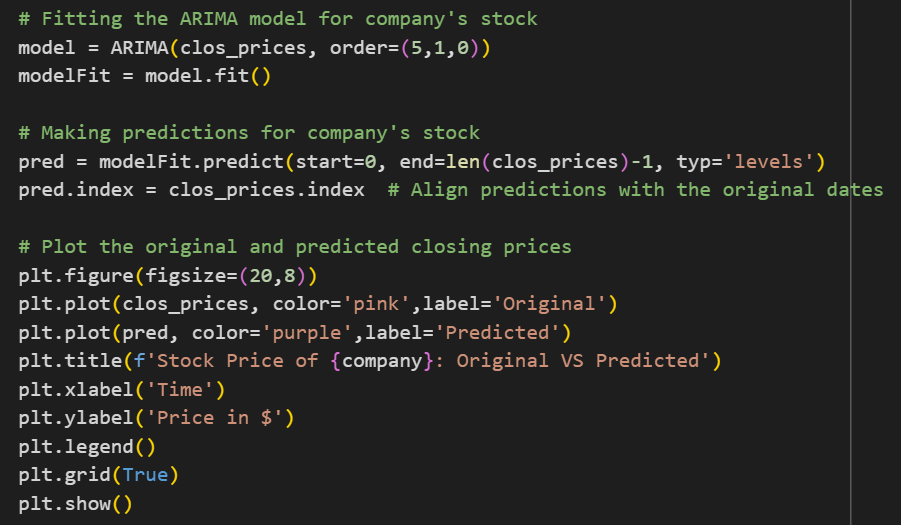 # Fitting the ARIMA model for company's stock
model = ARIMA(clos_prices, order=(5,1,0))
modelFit = model.fit()
# Making predictions for company's stock
pred = modelFit.predict(start=0, end=len(clos_prices)-1, typ='levels')
pred.index = clos_prices.index  # Align predictions with the original dates
# Plot the original and predicted closing prices
plt.figure(figsize=(20,8))
plt.plot(clos_prices, color='pink',label='Original')
plt.plot(pred, color='purple',label='Predicted')
plt.title(f'Stock Price of {company}: Original VS Predicted')
plt.xlabel('Time')
plt.ylabel('Price in $')
plt.legend()
plt.grid(True)
plt.show()